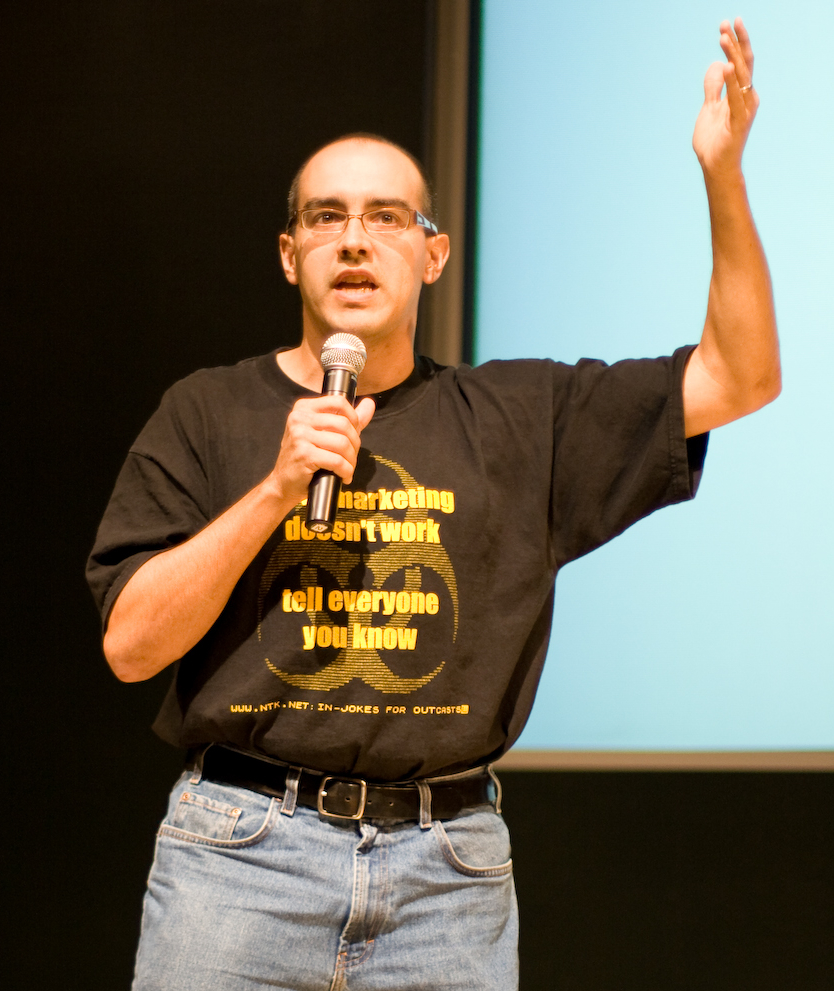 marketing
doesn't work
tell everyone
you know
WWW.NTK.NET: IN-JOKES FOR OUTCASTS